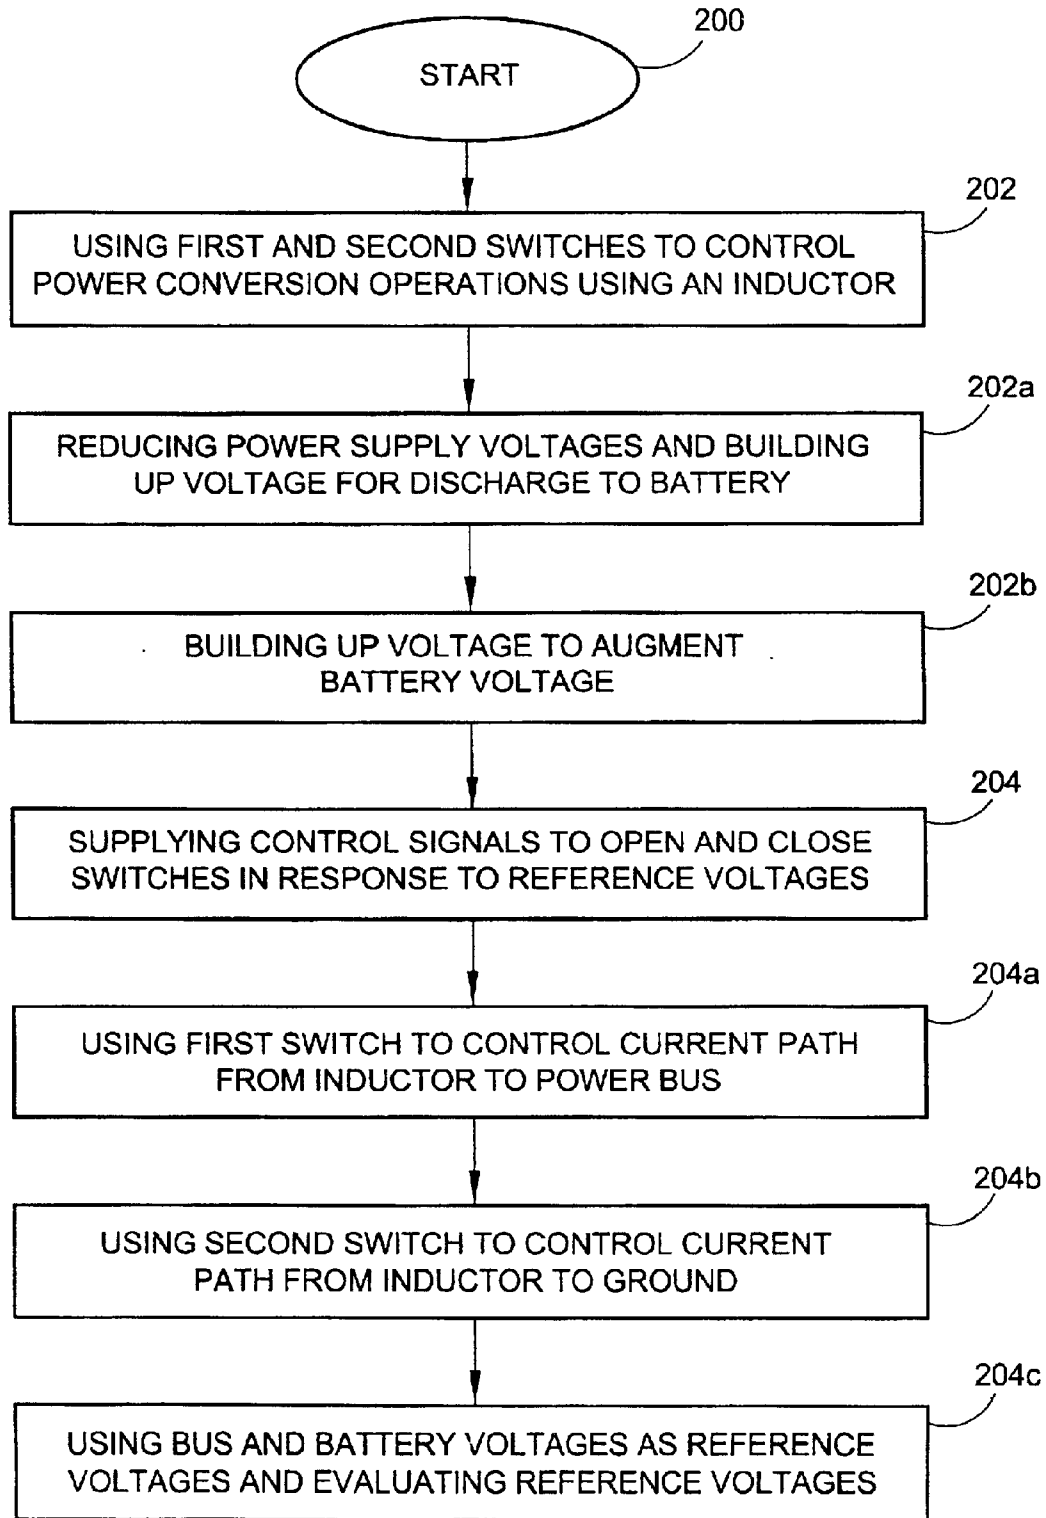 200
START
202
USING FIRST AND SECOND SWITCHES TO CONTROL
POWER CONVERSION OPERATIONS USING AN INDUCTOR
202a
REDUCING POWER SUPPLY VOLTAGES AND BUILDING
UP VOLTAGE FOR DISCHARGE TO BATTERY
202b
BUILDING UP VOLTAGE TO AUGMENT
BATTERY VOLTAGE
204
SUPPLYING CONTROL SIGNALS TO OPEN AND CLOSE
SWITCHES IN RESPONSE TO REFERENCE VOLTAGES
204a
USING FIRST SWITCH TO CONTROL CURRENT PATH
FROM INDUCTOR TO POWER BUS
204b
USING SECOND SWITCH TO CONTROL CURRENT
PATH FROM INDUCTOR TO GROUND
204c
USING BUS AND BATTERY VOLTAGES AS REFERENCE
VOLTAGES AND EVALUATING REFERENCE VOLTAGES